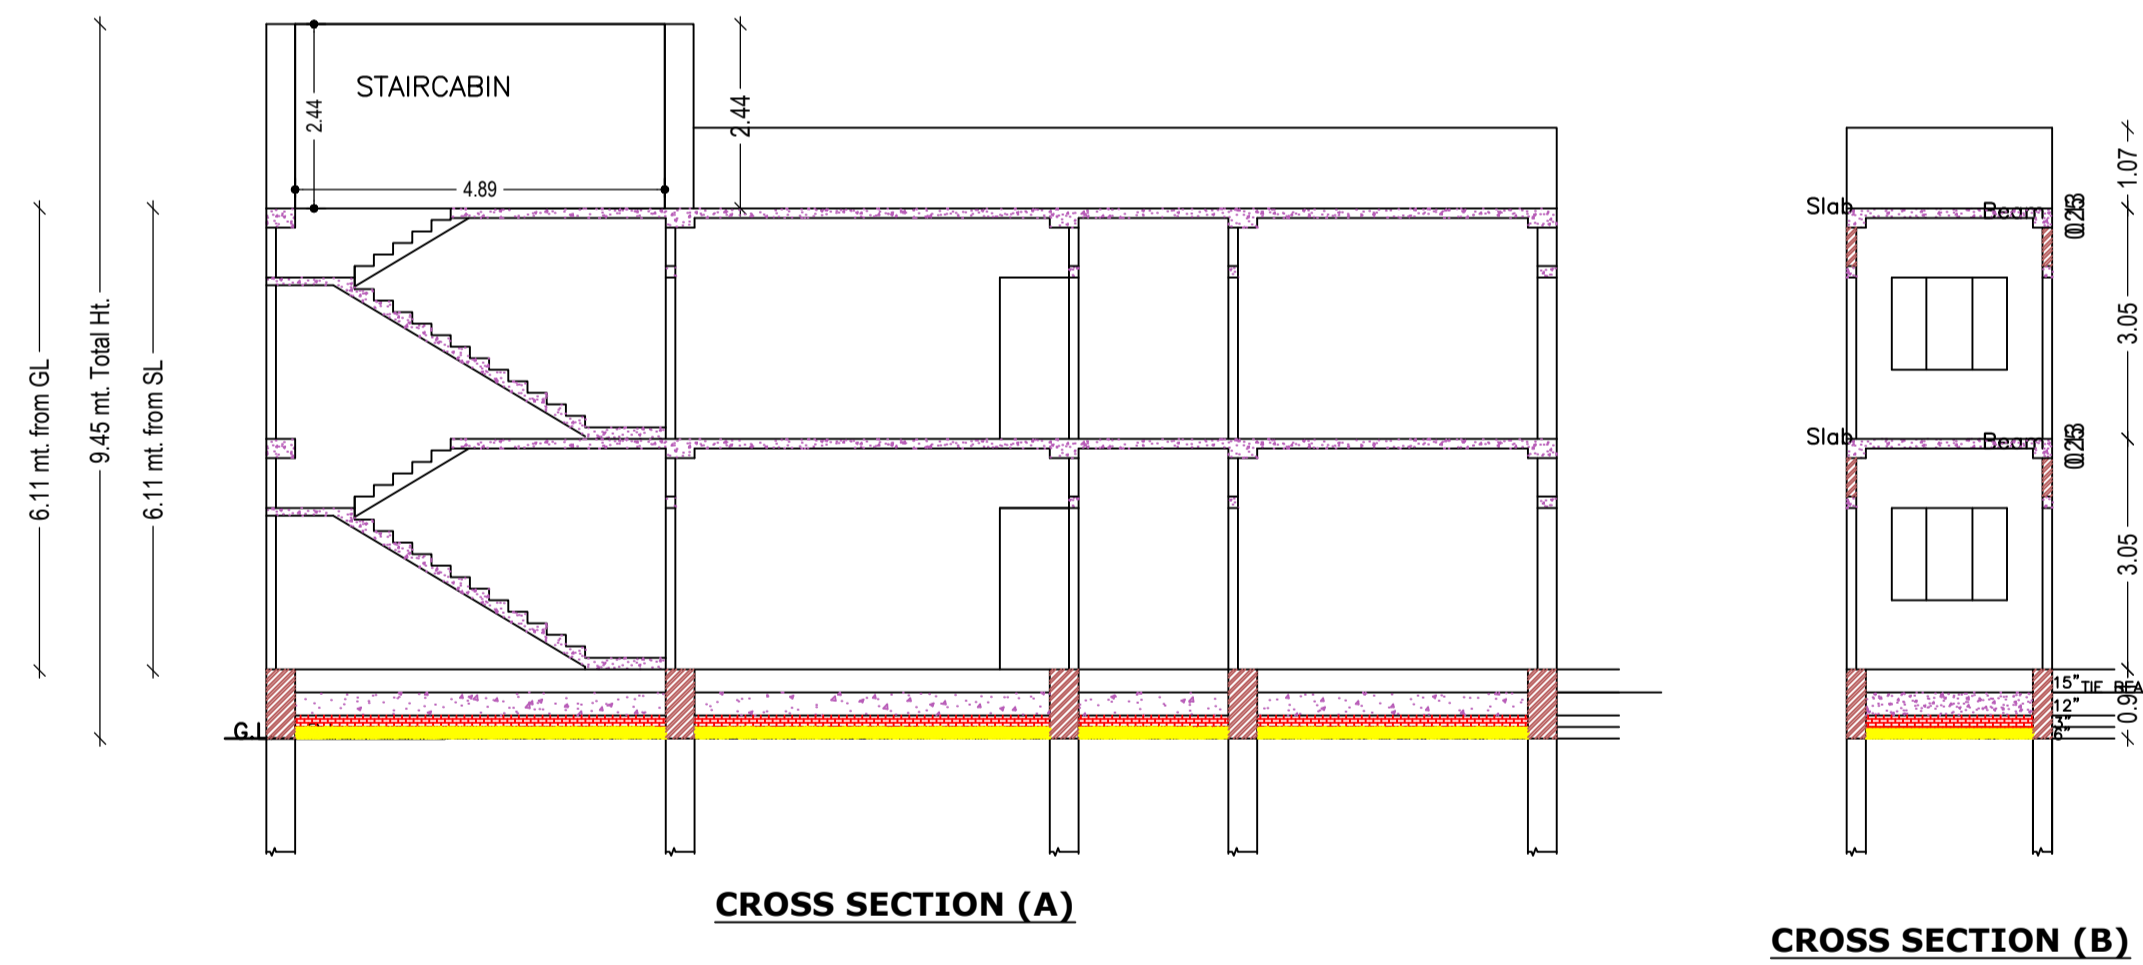 STAIRCABIN
2.44
2.44
4.89
6.11 mt. from GL
9.45 mt. Total Ht.
6.11 mt. from SL
G.L
CROSS SECTION (A)
1.07
Slab
Beam
3.05
Slab
Beam
3.05
15"
12"
3"
6"
CROSS SECTION (B)